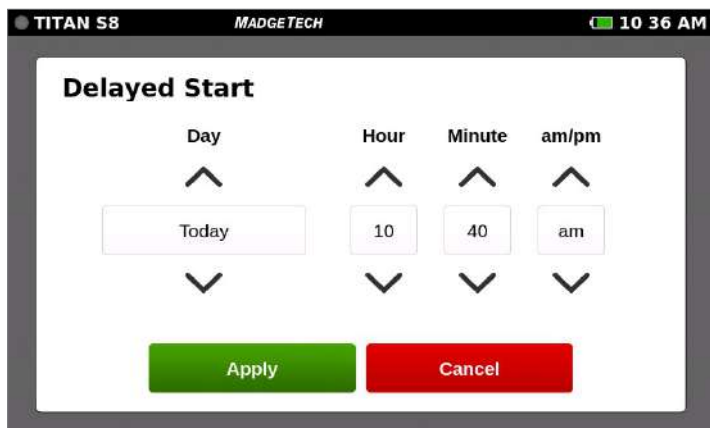 TITAN S8 MADGETECH 10 36 AM
Delayed Start
Day Hour Minute am/pm
Today 10 40 am
Apply Cancel